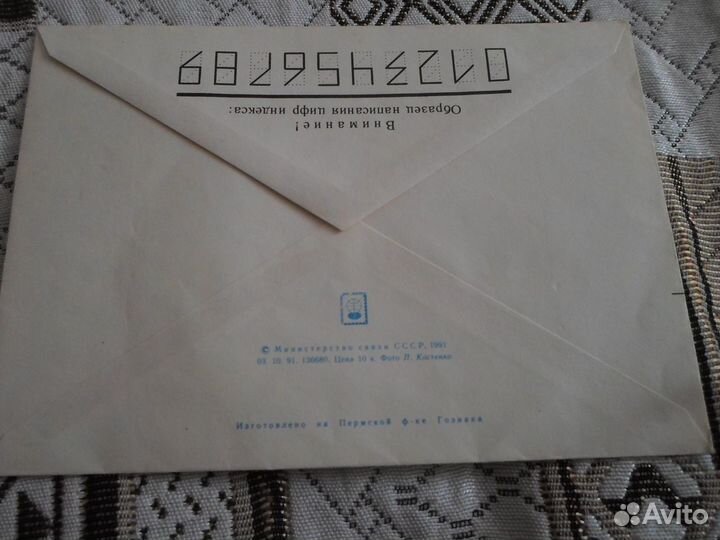 Внимание!
Образец написания цифр индекса:
0123456789
© Министерство связи СССР, 1991
03. 10. 91. 136680. Цена 10 к. Фото П. Костенко
Изготовлено на Пермской ф-ке Гознака
Avito